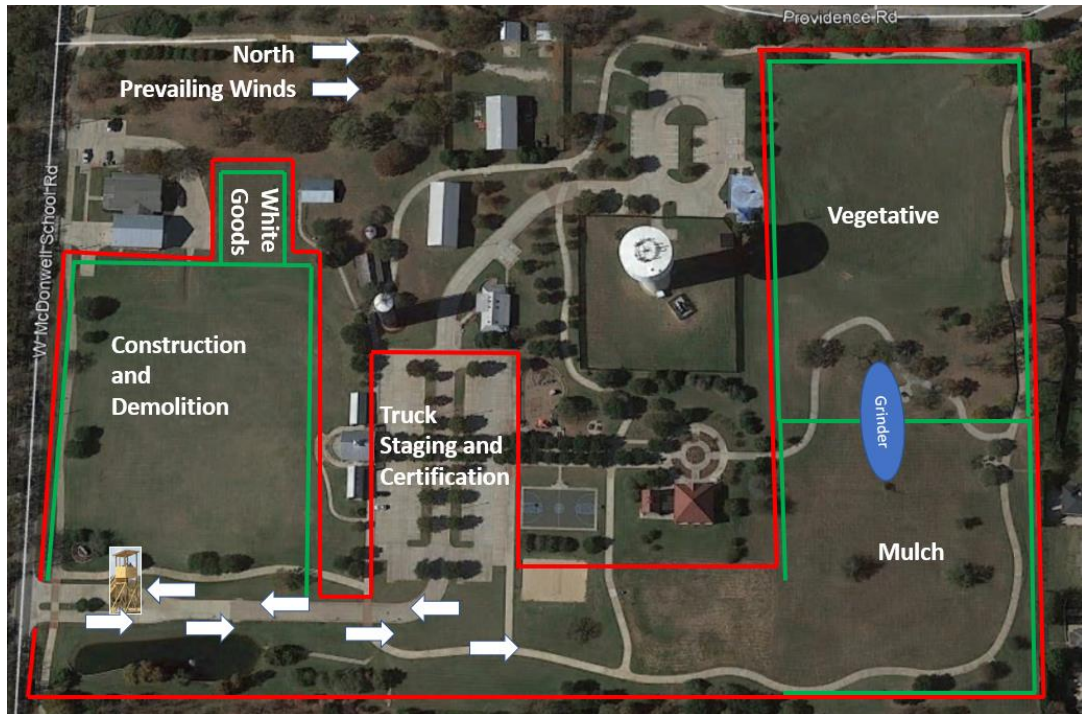 Providence Rd
North
Prevailing Winds
W McDonwell School Rd
White
Goods
Vegetative
Construction
and
Demolition
Truck
Staging and
Certification
Grinder
Mulch